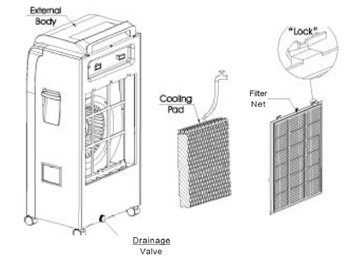 External
Body
"Lock"
Cooling
Pad
Filter
Net
Drainage
Valve